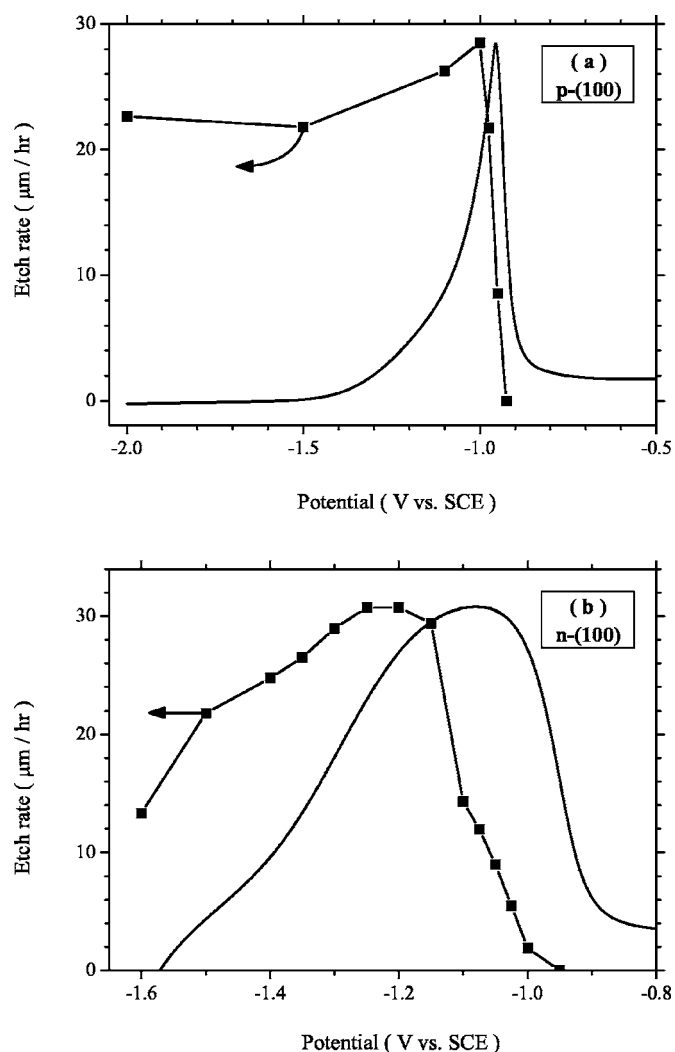 30
20
10
0
Etch rate ( μm / hr )
( a )
p-(100)
-2.0 -1.5 -1.0 -0.5
Potential ( V vs. SCE )
30
20
10
0
Etch rate ( μm / hr )
( b )
n-(100)
-1.6 -1.4 -1.2 -1.0 -0.8
Potential ( V vs. SCE )